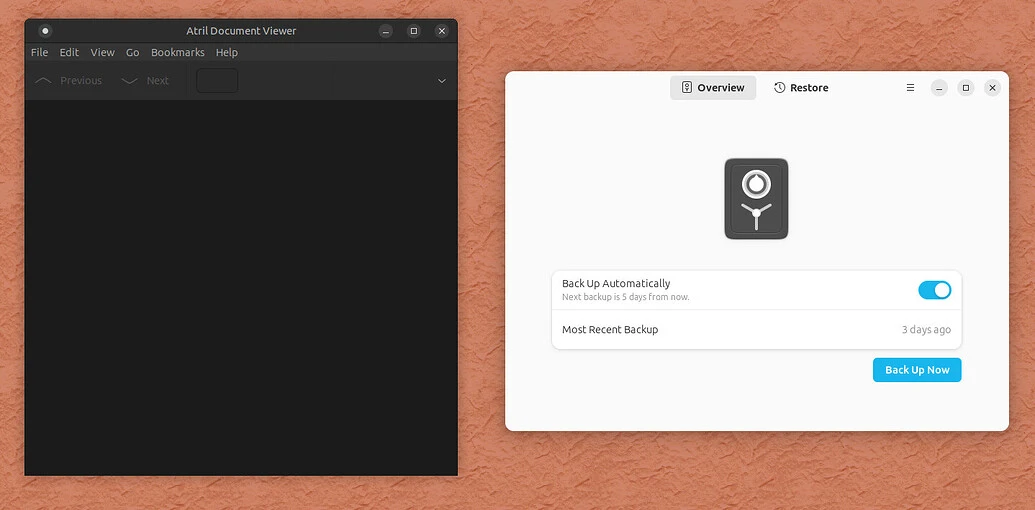 Atril Document Viewer
File Edit View Go Bookmarks Help
Previous Next
Overview Restore
Back Up Automatically
Next backup is 5 days from now.
Most Recent Backup 3 days ago
Back Up Now